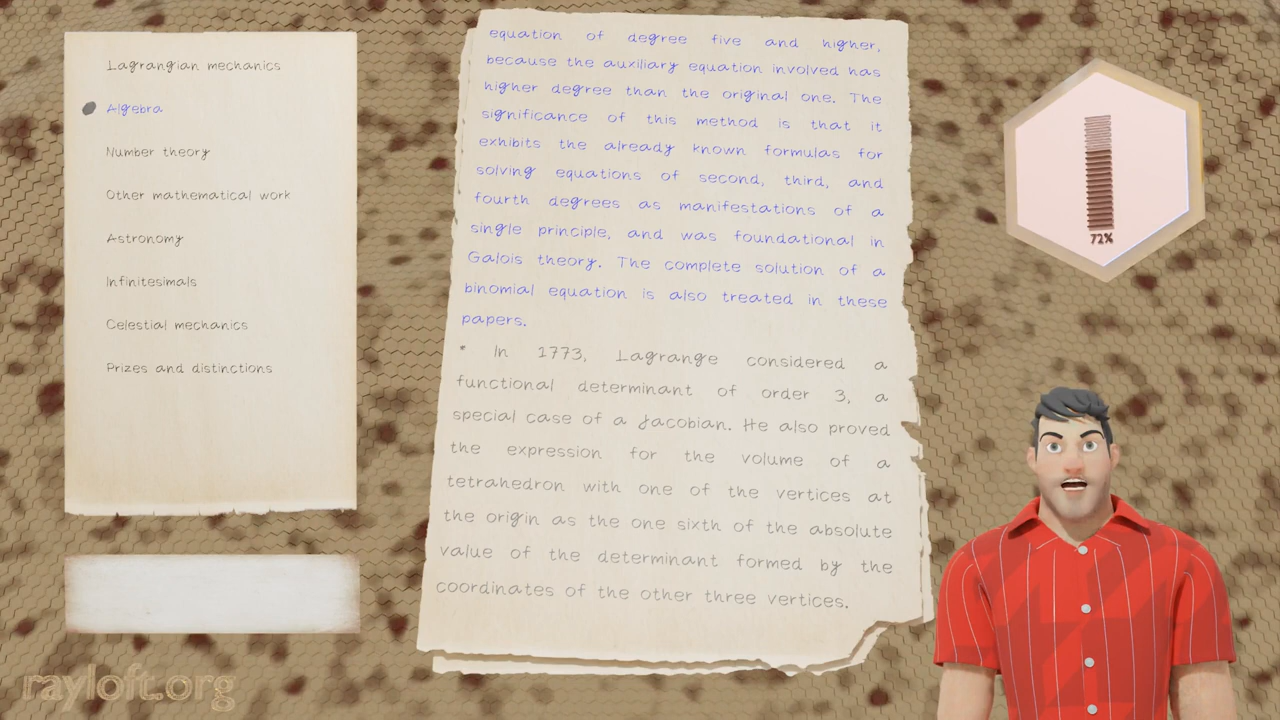 Lagrangian mechanics
Algebra
Number theory
Other mathematical work
Astronomy
Infinitesimals
Celestial mechanics
Prizes and distinctions
equation of degree five and higher,
because the auxiliary equation involved has
higher degree than the original one. The
significance of this method is that it
exhibits the already known formulas for
solving equations of second, third, and
fourth degrees as manifestations of a
single principle, and was foundational in
Galois theory. The complete solution of a
binomial equation is also treated in these
papers.
* In 1773, Lagrange considered a
functional determinant of order 3, a
special case of a Jacobian. He also proved
the expression for the volume of a
tetrahedron with one of the vertices at
the origin as the one sixth of the absolute
value of the determinant formed by the
coordinates of the other three vertices.
72%
rayloft.org